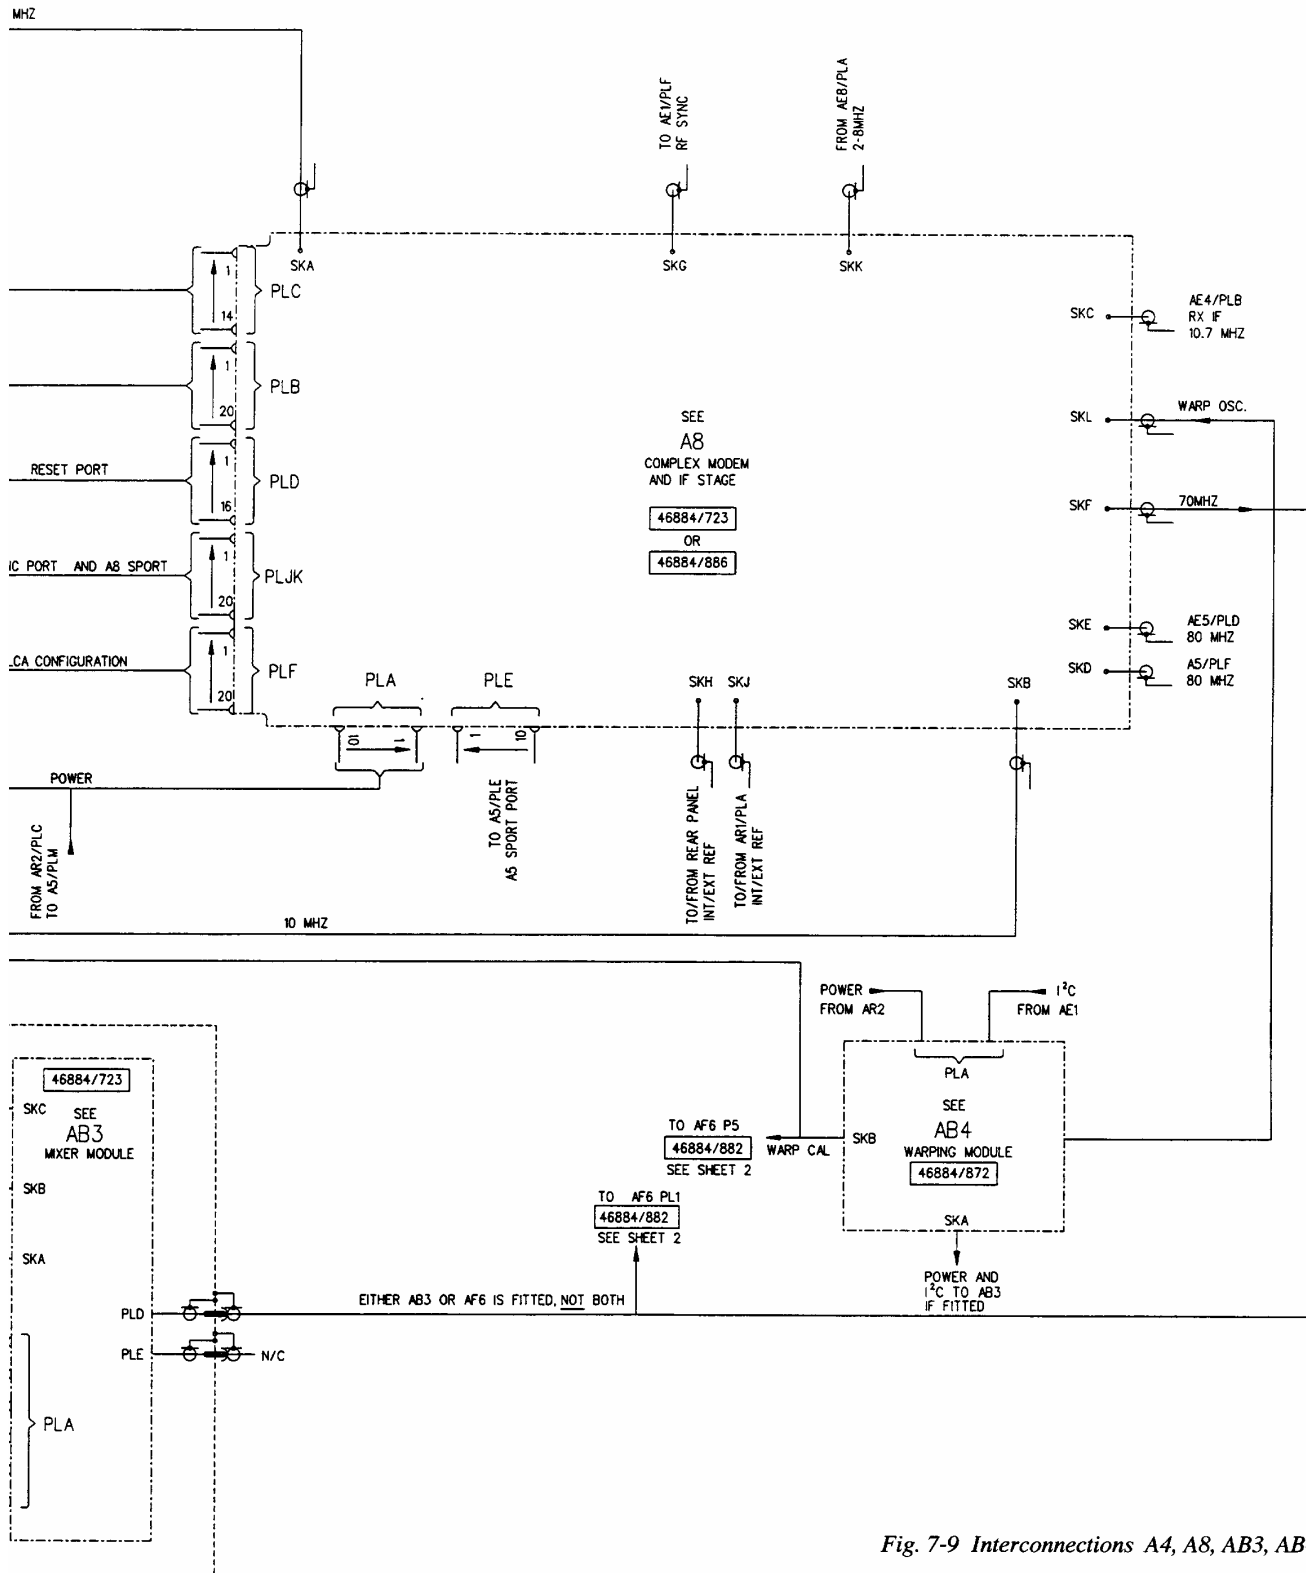 MHZ
TO AE1/PLF
RF SYNC
FROM AE8/PLA
2-8MHZ
SKA
SKG
SKK
1
14
PLC
1
20
PLB
RESET PORT
1
16
PLD
IC PORT AND A8 SPORT
1
20
PLJK
LCA CONFIGURATION
1
20
PLF
SEE
A8
COMPLEX MODEM
AND IF STAGE
46884/723
OR
46884/886
SKC
AE4/PLB
RX IF
10.7 MHZ
SKL
WARP OSC.
SKF
70MHZ
SKE
AE5/PLD
80 MHZ
SKD
A5/PLF
80 MHZ
PLA
PLE
SKH
SKJ
SKB
10
1
1
10
POWER
FROM AR2/PLC
TO A5/PLM
TO A5/PLE
A5 SPORT PORT
TO/FROM REAR PANEL
INT/EXT REF
TO/FROM AR1/PLA
INT/EXT REF
10 MHZ
POWER
FROM AR2
I²C
FROM AE1
PLA
SEE
AB4
WARPING MODULE
46884/872
SKB
SKA
WARP CAL
TO AF6 P5
46884/882
SEE SHEET 2
TO AF6 PL1
46884/882
SEE SHEET 2
POWER AND
I²C TO AB3
IF FITTED
46884/723
SKC
SEE
AB3
MIXER MODULE
SKB
SKA
PLD
EITHER AB3 OR AF6 IS FITTED, NOT BOTH
PLE
N/C
PLA
Fig. 7-9 Interconnections A4, A8, AB3, AB